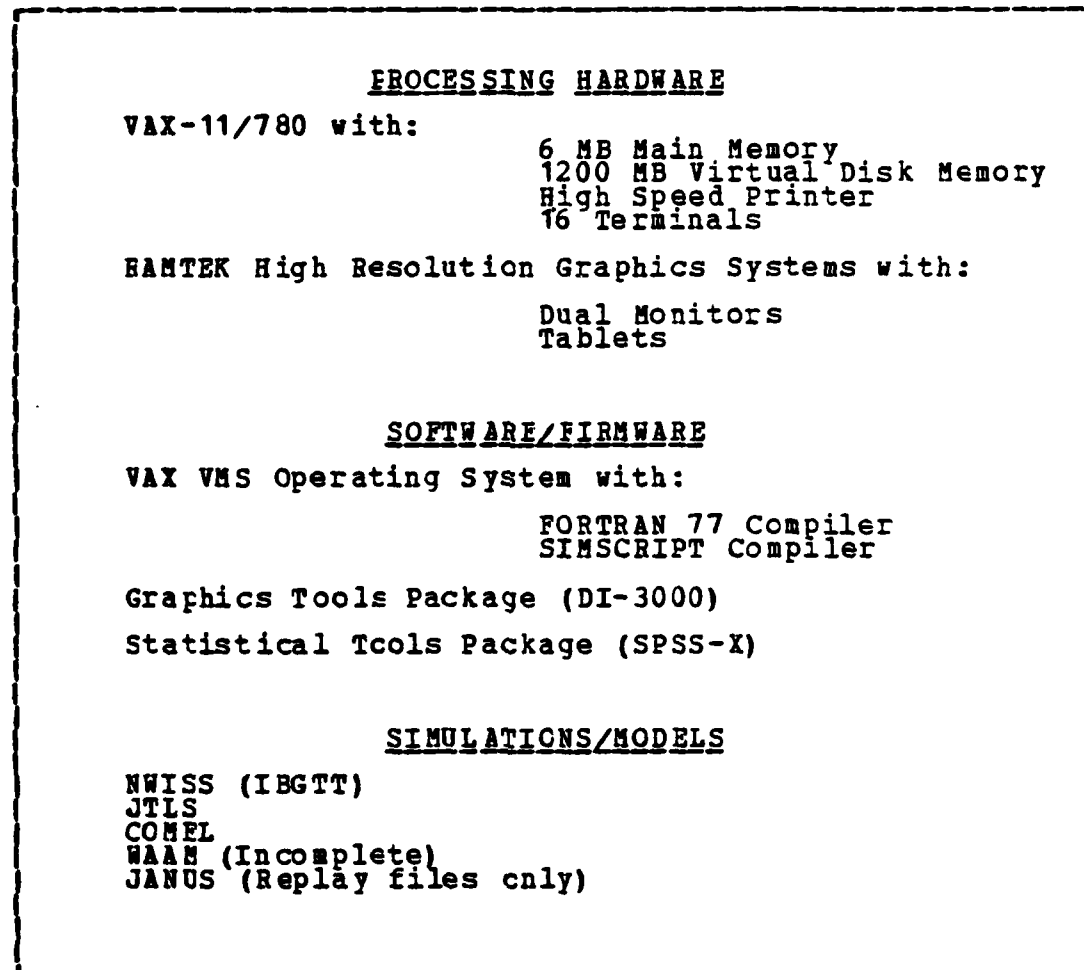 PROCESSING HARDWARE
VAX-11/780 with:
6 MB Main Memory
1200 MB Virtual Disk Memory
High Speed Printer
16 Terminals
RAMTEK High Resolution Graphics Systems with:
Dual Monitors
Tablets
SOFTWARE/FIRMWARE
VAX VMS Operating System with:
FORTRAN 77 Compiler
SIMSCRIPT Compiler
Graphics Tools Package (DI-3000)
Statistical Tools Package (SPSS-X)
SIMULATIONS/MODELS
NWISS (IBGTT)
JTLS
COMEL
WAAM (Incomplete)
JANUS (Replay files only)